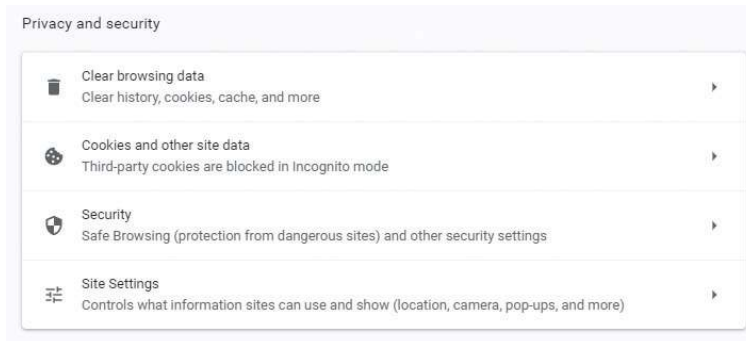 Privacy and security
Clear browsing data
Clear history, cookies, cache, and more
Cookies and other site data
Third-party cookies are blocked in Incognito mode
Security
Safe Browsing (protection from dangerous sites) and other security settings
Site Settings
Controls what information sites can use and show (location, camera, pop-ups, and more)